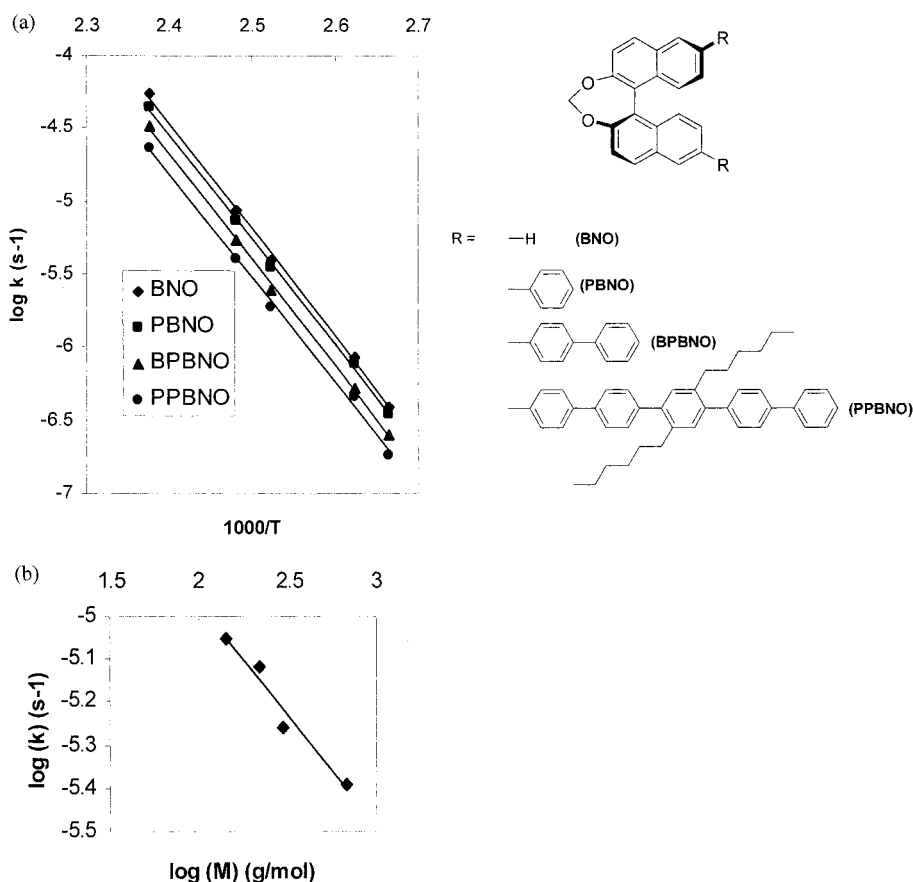 (a)
2.3 2.4 2.5 2.6 2.7
-4
-4.5
-5
-5.5
-6
-6.5
-7
log k (s-1)
BNO
PBNO
BPBNO
PPBNO
1000/T
R
O
O
R
R = —H (BNO)
(PBNO)
(BPBNO)
(PPBNO)
(b)
1.5 2 2.5 3
-5
-5.1
-5.2
-5.3
-5.4
-5.5
log (k) (s-1)
log (M) (g/mol)